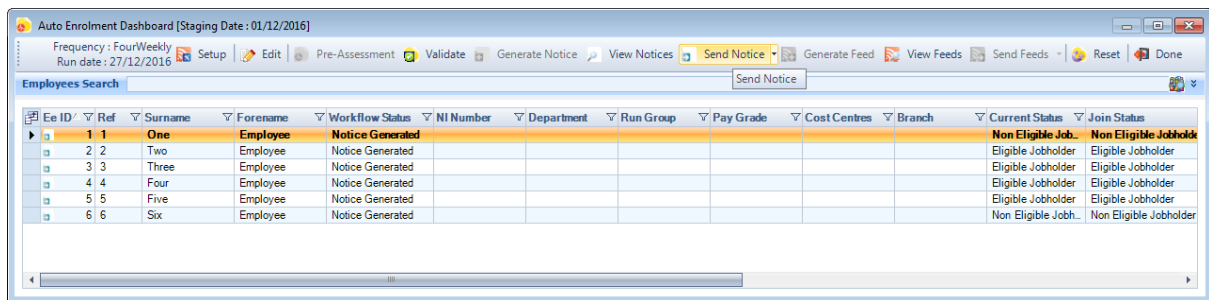 Auto Enrolment Dashboard [Staging Date : 01/12/2016]
Frequency : FourWeekly
Run date : 27/12/2016
Setup Edit Pre-Assessment Validate Generate Notice View Notices Send Notice Generate Feed View Feeds Send Feeds Reset Done
Employees Search
Send Notice
Ee ID Ref Surname Forename Workflow Status NI Number Department Run Group Pay Grade Cost Centres Branch Current Status Join Status
1 1 One Employee Notice Generated Non Eligible Job... Non Eligible Jobholde
2 2 Two Employee Notice Generated Eligible Jobholder Eligible Jobholder
3 3 Three Employee Notice Generated Eligible Jobholder Eligible Jobholder
4 4 Four Employee Notice Generated Eligible Jobholder Eligible Jobholder
5 5 Five Employee Notice Generated Eligible Jobholder Eligible Jobholder
6 6 Six Employee Notice Generated Non Eligible Jobh... Non Eligible Jobholder